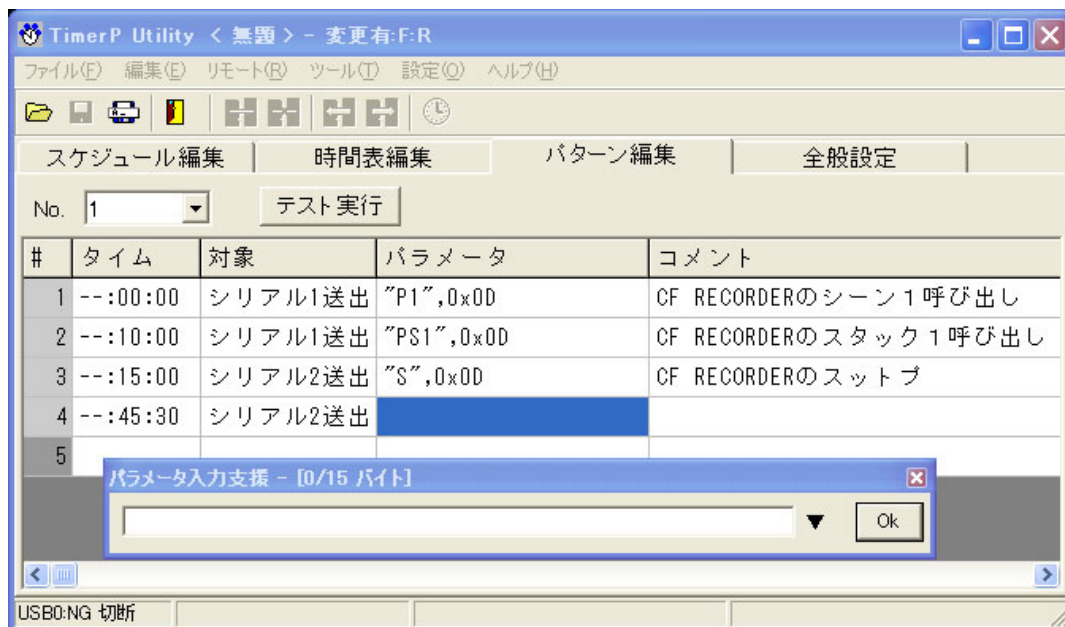 TimerP Utility < 無題 > - 変更有:F:R
ファイル(F) 編集(E) リモート(R) ツール(T) 設定(O) ヘルプ(H)
スケジュール編集 時間表編集 パターン編集 全般設定
No. 1 テスト実行
# タイム 対象 パラメータ コメント
1 --:00:00 シリアル1送出 "P1",0x0D CF RECORDERのシーン1呼び出し
2 --:10:00 シリアル1送出 "PS1",0x0D CF RECORDERのスタック1呼び出し
3 --:15:00 シリアル2送出 "S",0x0D CF RECORDERのスットプ
4 --:45:30 シリアル2送出
5
パラメータ入力支援 - [0/15 バイト]
Ok
USB0:NG 切断